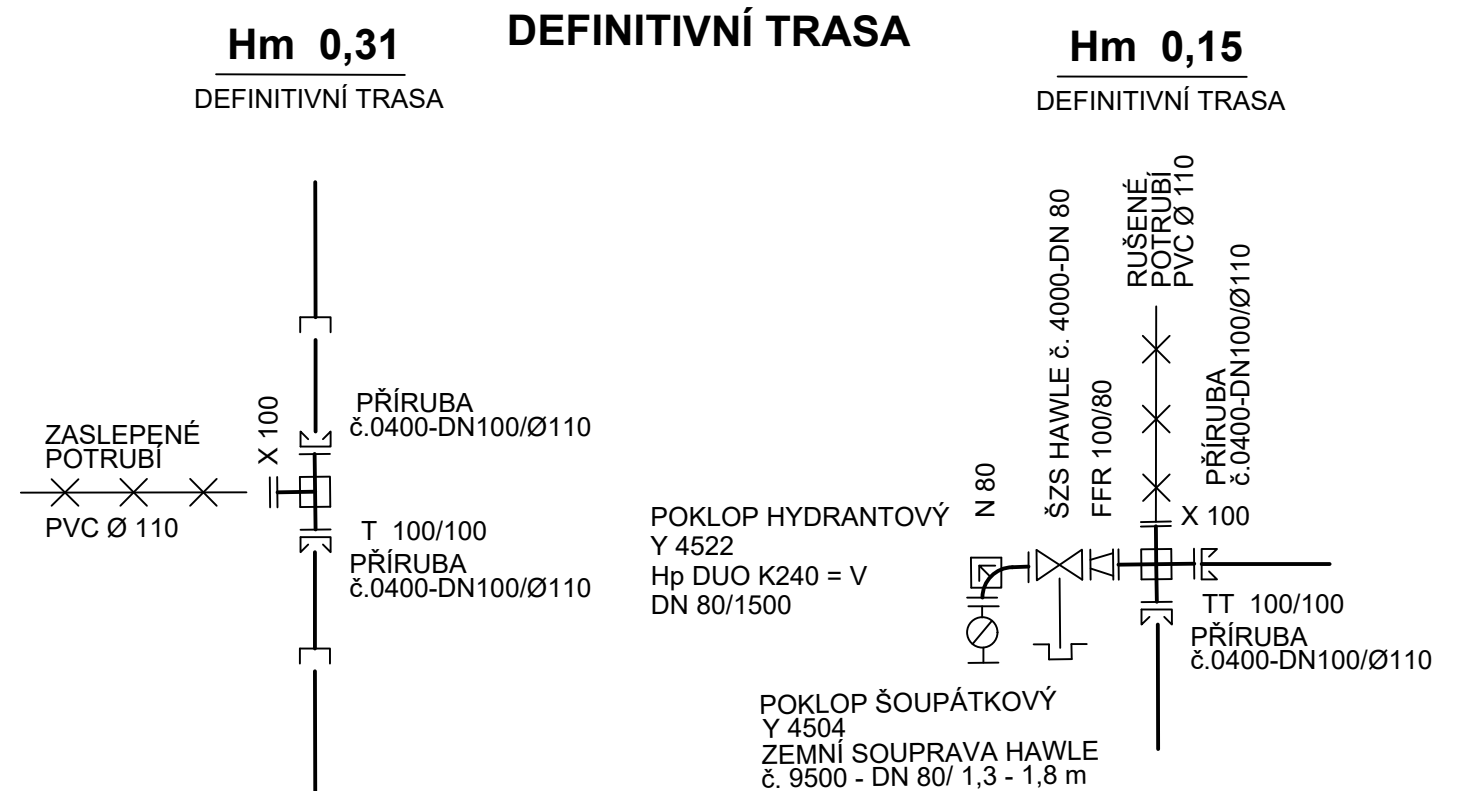 DEFINITIVNÍ TRASA
Hm 0,31
DEFINITIVNÍ TRASA
X 100
PŘÍRUBA
č.0400-DN100/Ø110
ZASLEPENÉ
POTRUBÍ
PVC Ø 110
T 100/100
PŘÍRUBA
č.0400-DN100/Ø110
Hm 0,15
DEFINITIVNÍ TRASA
N 80
ŠZS HAWLE č. 4000-DN 80
FFR 100/80
RUŠENÉ
POTRUBÍ
PVC Ø 110
PŘÍRUBA
č.0400-DN100/Ø110
X 100
POKLOP HYDRANTOVÝ
Y 4522
Hp DUO K240 = V
DN 80/1500
TT 100/100
PŘÍRUBA
č.0400-DN100/Ø110
POKLOP ŠOUPÁTKOVÝ
Y 4504
ZEMNÍ SOUPRAVA HAWLE
č. 9500 - DN 80/ 1,3 - 1,8 m